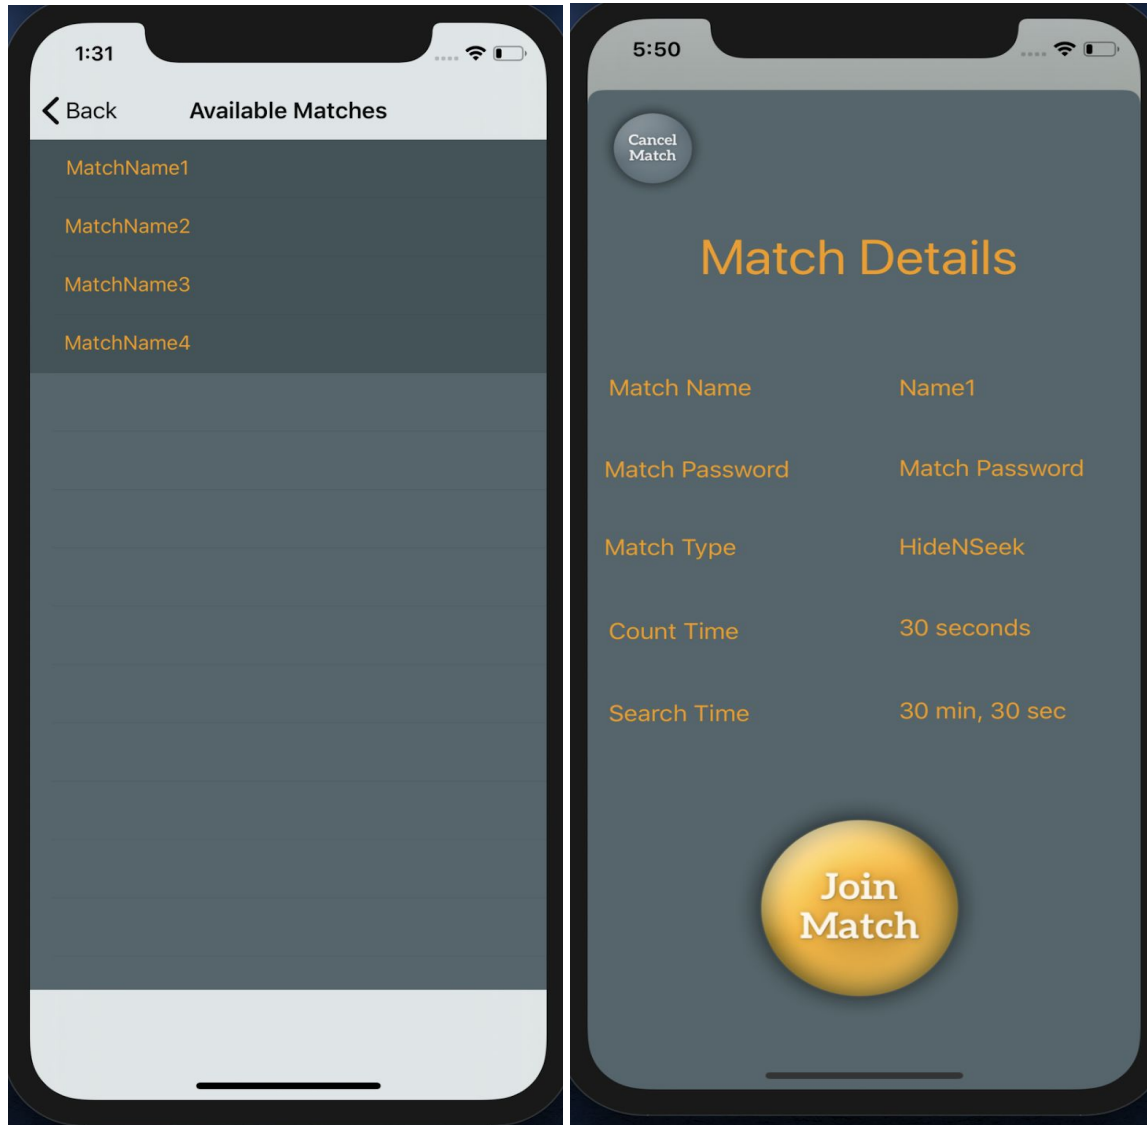 1:31
Back Available Matches
MatchName1
MatchName2
MatchName3
MatchName4
5:50
Cancel
Match
Match Details
Match Name Name1
Match Password Match Password
Match Type HideNSeek
Count Time 30 seconds
Search Time 30 min, 30 sec
Join
Match